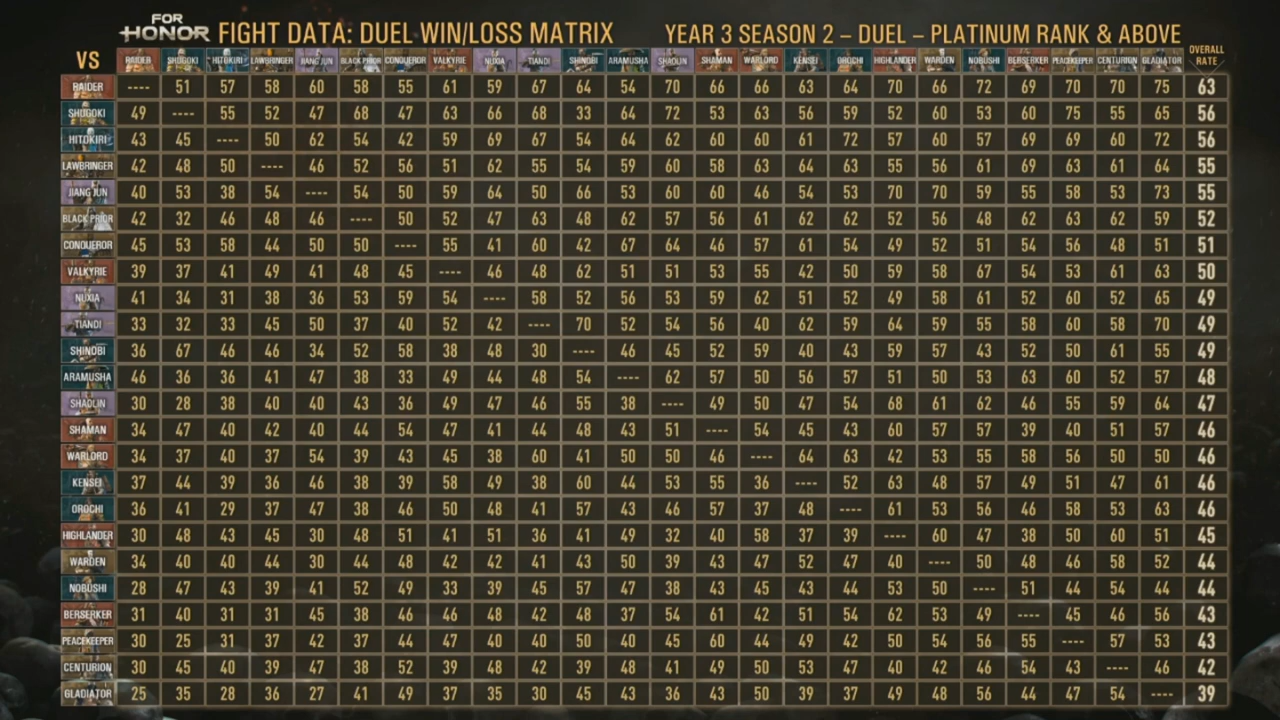 FOR HONOR FIGHT DATA: DUEL WIN/LOSS MATRIX YEAR 3 SEASON 2 – DUEL – PLATINUM RANK & ABOVE
VS RAIDER SHUGOKI HITOKIRI LAWBRINGER JIANG JUN BLACK PRIOR CONQUEROR VALKYRIE NUXIA TIANDI SHINOBI ARAMUSHA SHAOLIN SHAMAN WARLORD KENSEI OROCHI HIGHLANDER WARDEN NOBUSHI BERSERKER PEACEKEEPER CENTURION GLADIATOR OVERALL RATE
RAIDER ---- 51 57 58 60 58 55 61 59 67 64 54 70 66 66 63 64 70 66 72 69 70 70 75 63
SHUGOKI 49 ---- 55 52 47 68 47 63 66 68 33 64 72 53 63 56 59 52 60 53 60 75 55 65 56
HITOKIRI 43 45 ---- 50 62 54 42 59 69 67 54 64 62 60 60 61 72 57 60 57 69 69 60 72 56
LAWBRINGER 42 48 50 ---- 46 52 56 51 62 55 54 59 60 58 63 64 63 55 56 61 69 63 61 64 55
JIANG JUN 40 53 38 54 ---- 54 50 59 64 50 66 53 60 60 46 54 53 70 70 59 55 58 53 73 55
BLACK PRIOR 42 32 46 48 46 ---- 50 52 47 63 48 62 57 56 61 62 62 52 56 48 62 63 62 59 52
CONQUEROR 45 53 58 44 50 50 ---- 55 41 60 42 67 64 46 57 61 54 49 52 51 54 56 48 51 51
VALKYRIE 39 37 41 49 41 48 45 ---- 46 48 62 51 51 53 55 42 50 59 58 67 54 53 61 63 50
NUXIA 41 34 31 38 36 53 59 54 ---- 58 52 56 53 59 62 51 52 49 58 61 52 60 52 65 49
TIANDI 33 32 33 45 50 37 40 52 42 ---- 70 52 54 56 40 62 59 64 59 55 58 60 58 70 49
SHINOBI 36 67 46 46 34 52 58 38 48 30 ---- 46 45 52 59 40 43 59 57 43 52 50 61 55 49
ARAMUSHA 46 36 36 41 47 38 33 49 44 48 54 ---- 62 57 50 56 57 51 50 53 63 60 52 57 48
SHAOLIN 30 28 38 40 40 43 36 49 47 46 55 38 ---- 49 50 47 54 68 61 62 46 55 59 64 47
SHAMAN 34 47 40 42 40 44 54 47 41 44 48 43 51 ---- 54 45 43 60 57 57 39 40 51 57 46
WARLORD 34 37 40 37 54 39 43 45 38 60 41 50 50 46 ---- 64 63 42 53 55 58 56 50 50 46
KENSEI 37 44 39 36 46 38 39 58 49 38 60 44 53 55 36 ---- 52 63 48 57 49 51 47 61 46
OROCHI 36 41 29 37 47 38 46 50 48 41 57 43 46 57 37 48 ---- 61 53 56 46 58 53 63 46
HIGHLANDER 30 48 43 45 30 48 51 41 51 36 41 49 32 40 58 37 39 ---- 60 47 38 50 60 51 45
WARDEN 34 40 40 44 30 44 48 42 42 41 43 50 39 43 47 52 47 40 ---- 50 48 46 58 52 44
NOBUSHI 28 47 43 39 41 52 49 33 39 45 57 47 38 43 45 43 44 53 50 ---- 51 44 54 44 44
BERSERKER 31 40 31 31 45 38 46 46 48 42 48 37 54 61 42 51 54 62 53 49 ---- 45 46 56 43
PEACEKEEPER 30 25 31 37 42 37 44 47 40 40 50 40 45 60 44 49 42 50 54 56 55 ---- 57 53 43
CENTURION 30 45 40 39 47 38 52 39 48 42 39 48 41 49 50 53 47 40 42 46 54 43 ---- 46 42
GLADIATOR 25 35 28 36 27 41 49 37 35 30 45 43 36 43 50 39 37 49 48 56 44 47 54 ---- 39